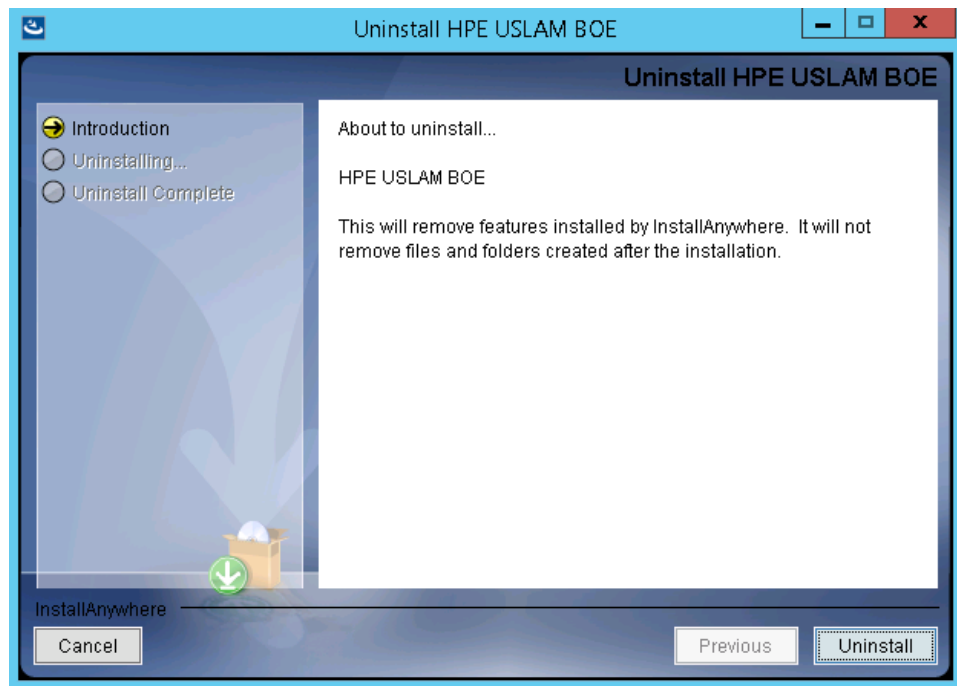 Uninstall HPE USLAM BOE
Uninstall HPE USLAM BOE
Introduction
Uninstalling...
Uninstall Complete
About to uninstall...
HPE USLAM BOE
This will remove features installed by InstallAnywhere. It will not
remove files and folders created after the installation.
InstallAnywhere
Cancel
Previous
Uninstall